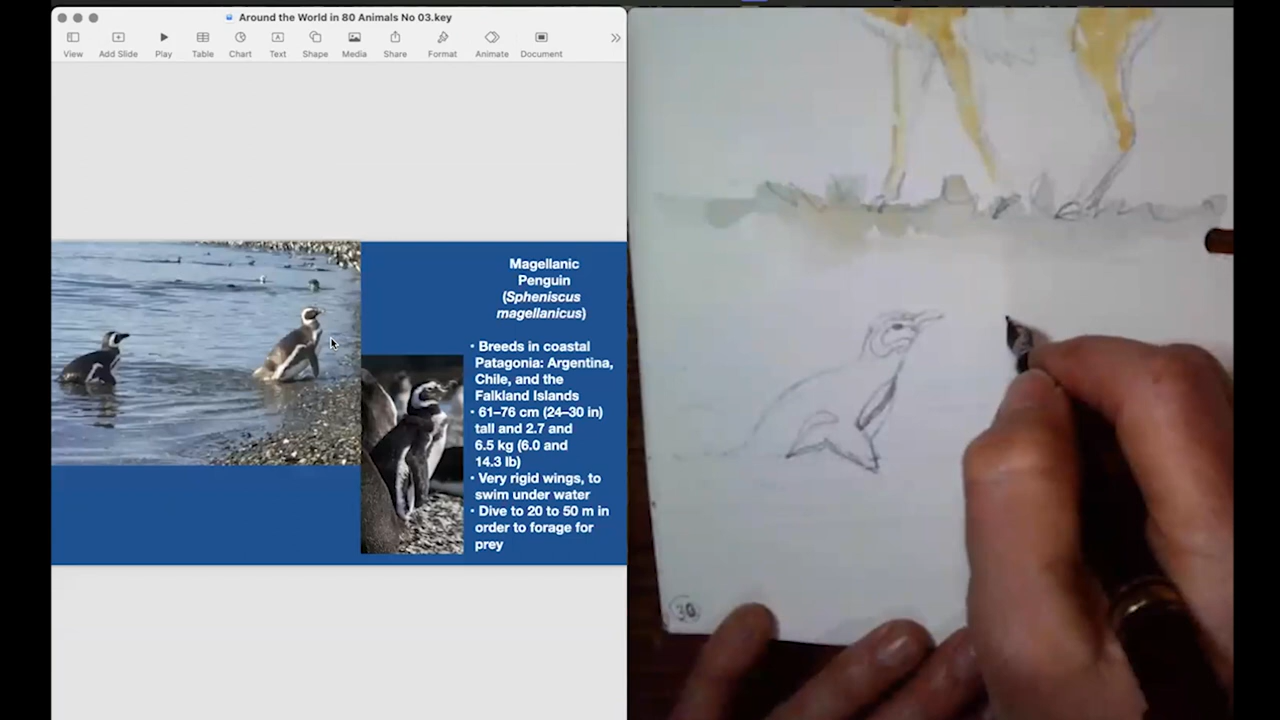 Around the World in 80 Animals No 03.key
View
Add Slide
Play
Table
Chart
Text
Shape
Media
Share
Format
Animate
Document
Magellanic
Penguin
(Spheniscus
magellanicus)
• Breeds in coastal
Patagonia: Argentina,
Chile, and the
Falkland Islands
• 61–76 cm (24–30 in)
tall and 2.7 and
6.5 kg (6.0 and
14.3 lb)
• Very rigid wings, to
swim under water
• Dive to 20 to 50 m in
order to forage for
prey
30